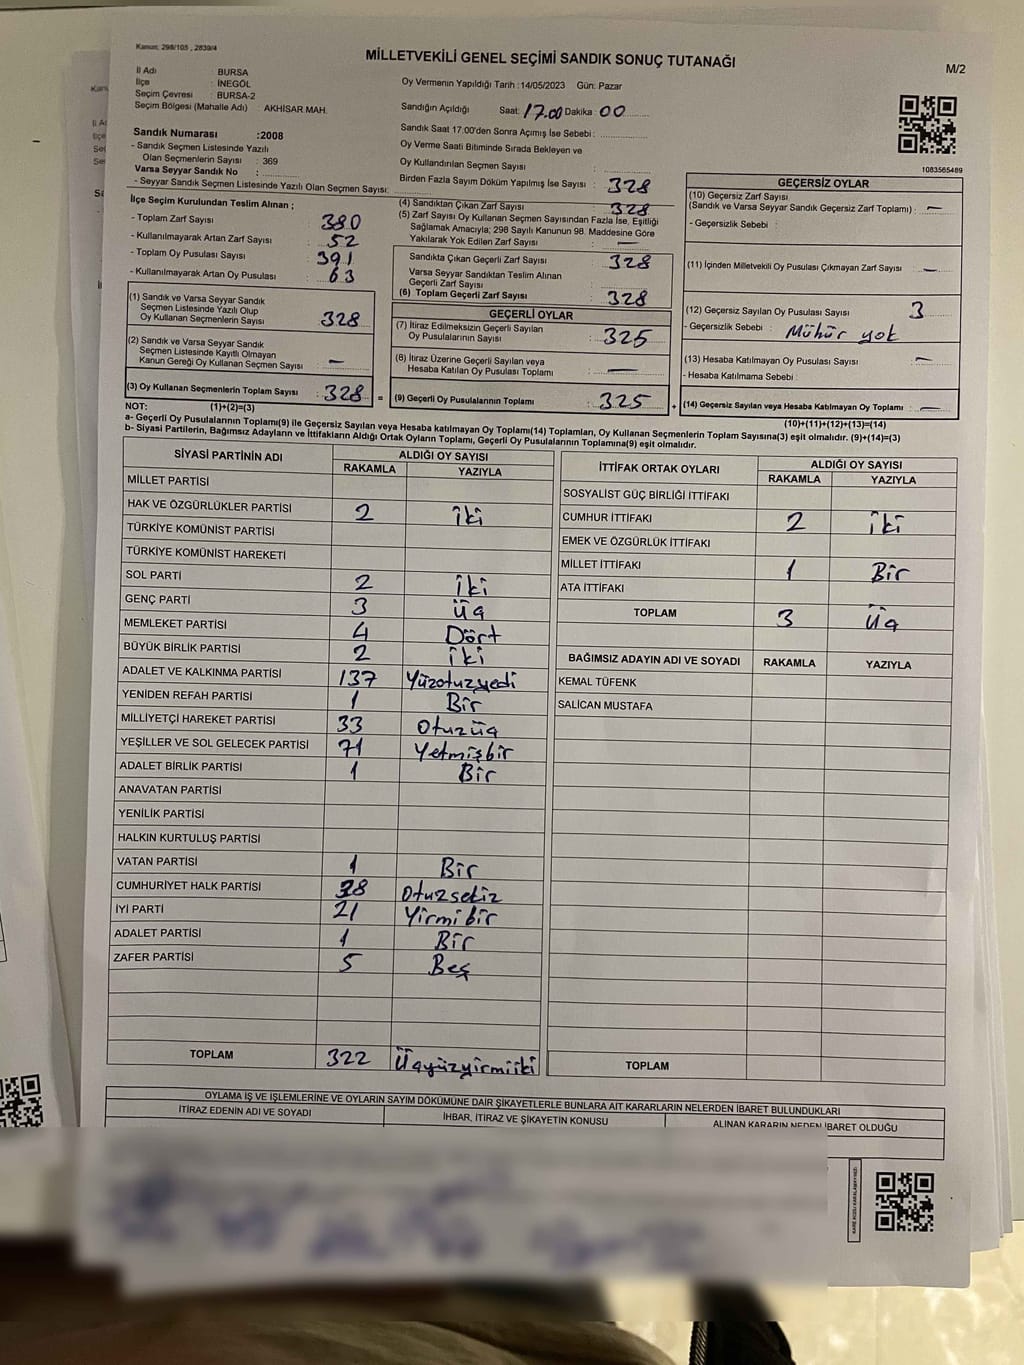 Kanun; 298/105 , 2839/4
MİLLETVEKİLİ GENEL SEÇİMİ SANDIK SONUÇ TUTANAĞI
M/2
İl Adı : BURSA
İlçe : İNEGÖL
Seçim Çevresi : BURSA-2
Seçim Bölgesi (Mahalle Adı) : AKHİSAR MAH.
Sandık Numarası :2008
- Sandık Seçmen Listesinde Yazılı
Olan Seçmenlerin Sayısı : 369
Varsa Seyyar Sandık No :
- Seyyar Sandık Seçmen Listesinde Yazılı Olan Seçmen Sayısı:
Oy Vermenin Yapıldığı Tarih :14/05/2023 Gün: Pazar
Sandığın Açıldığı Saat: 17.00 Dakika: 00
Sandık Saat 17:00'den Sonra Açımış İse Sebebi :
Oy Verme Saati Bitiminde Sırada Bekleyen ve
Oy Kullandırılan Seçmen Sayısı :
Birden Fazla Sayım Döküm Yapılmış İse Sayısı : 328
1083565489
İlçe Seçim Kurulundan Teslim Alınan ;
- Toplam Zarf Sayısı : 380
- Kullanılmayarak Artan Zarf Sayısı : 52
- Toplam Oy Pusulası Sayısı : 391
- Kullanılmayarak Artan Oy Pusulası : 63
(1) Sandık ve Varsa Seyyar Sandık
Seçmen Listesinde Yazılı Olup
Oy Kullanan Seçmenlerin Sayısı : 328
(2) Sandık ve Varsa Seyyar Sandık
Seçmen Listesinde Kayıtlı Olmayan
Kanun Gereği Oy Kullanan Seçmen Sayısı : —
(3) Oy Kullanan Seçmenlerin Toplam Sayısı : 328 =
(1)+(2)=(3)
(4) Sandıktan Çıkan Zarf Sayısı : 328
(5) Zarf Sayısı Oy Kullanan Seçmen Sayısından Fazla İse, Eşitliği
Sağlamak Amacıyla; 298 Sayılı Kanunun 98. Maddesine Göre
Yakılarak Yok Edilen Zarf Sayısı : —
Sandıkta Çıkan Geçerli Zarf Sayısı : 328
Varsa Seyyar Sandıktan Teslim Alınan
Geçerli Zarf Sayısı :
(6) Toplam Geçerli Zarf Sayısı : 328
GEÇERLİ OYLAR
(7) İtiraz Edilmeksizin Geçerli Sayılan
Oy Pusulalarının Sayısı : 325
(8) İtiraz Üzerine Geçerli Sayılan veya
Hesaba Katılan Oy Pusulası Toplamı : —
(9) Geçerli Oy Pusulalarının Toplamı : 325 +
GEÇERSİZ OYLAR
(10) Geçersiz Zarf Sayısı
(Sandık ve Varsa Seyyar Sandık Geçersiz Zarf Toplamı) : —
- Geçersizlik Sebebi :
(11) İçinden Milletvekili Oy Pusulası Çıkmayan Zarf Sayısı : —
(12) Geçersiz Sayılan Oy Pusulası Sayısı : 3
- Geçersizlik Sebebi : Mühür yok
(13) Hesaba Katılmayan Oy Pusulası Sayısı : —
- Hesaba Katılmama Sebebi :
(14) Geçersiz Sayılan veya Hesaba Katılmayan Oy Toplamı : —
(10)+(11)+(12)+(13)=(14)
NOT:
a- Geçerli Oy Pusulalarının Toplamı(9) ile Geçersiz Sayılan veya Hesaba katılmayan Oy Toplamı(14) Toplamları, Oy Kullanan Seçmenlerin Toplam Sayısına(3) eşit olmalıdır. (9)+(14)=(3)
b- Siyasi Partilerin, Bağımsız Adayların ve İttifakların Aldığı Ortak Oyların Toplamı, Geçerli Oy Pusulalarının Toplamına(9) eşit olmalıdır.
SİYASİ PARTİNİN ADI ALDIĞI OY SAYISI
RAKAMLA YAZIYLA
MİLLET PARTİSİ
HAK VE ÖZGÜRLÜKLER PARTİSİ 2 İki
TÜRKİYE KOMÜNİST PARTİSİ
TÜRKİYE KOMÜNİST HAREKETİ
SOL PARTİ 2 İki
GENÇ PARTİ 3 Üç
MEMLEKET PARTİSİ 4 Dört
BÜYÜK BİRLİK PARTİSİ 2 İki
ADALET VE KALKINMA PARTİSİ 137 Yüzotuzyedi
YENİDEN REFAH PARTİSİ 1 Bir
MİLLİYETÇİ HAREKET PARTİSİ 33 Otuzüç
YEŞİLLER VE SOL GELECEK PARTİSİ 71 Yetmişbir
ADALET BİRLİK PARTİSİ 1 Bir
ANAVATAN PARTİSİ
YENİLİK PARTİSİ
HALKIN KURTULUŞ PARTİSİ
VATAN PARTİSİ 1 Bir
CUMHURİYET HALK PARTİSİ 38 Otuzsekiz
İYİ PARTİ 21 Yirmibir
ADALET PARTİSİ 1 Bir
ZAFER PARTİSİ 5 Beş
TOPLAM 322 Üçyüzyirmiiki
İTTİFAK ORTAK OYLARI ALDIĞI OY SAYISI
RAKAMLA YAZIYLA
SOSYALİST GÜÇ BİRLİĞİ İTTİFAKI
CUMHUR İTTİFAKI 2 İki
EMEK VE ÖZGÜRLÜK İTTİFAKI
MİLLET İTTİFAKI 1 Bir
ATA İTTİFAKI
TOPLAM 3 Üç
BAĞIMSIZ ADAYIN ADI VE SOYADI RAKAMLA YAZIYLA
KEMAL TÜFENK
SALİCAN MUSTAFA
TOPLAM
OYLAMA İŞ VE İŞLEMLERİNE VE OYLARIN SAYIM DÖKÜMÜNE DAİR ŞİKAYETLERLE BUNLARA AİT KARARLARIN NELERDEN İBARET BULUNDUKLARI
İTİRAZ EDENİN ADI VE SOYADI İHBAR, İTİRAZ VE ŞİKAYETİN KONUSU ALINAN KARARIN NEDEN İBARET OLDUĞU